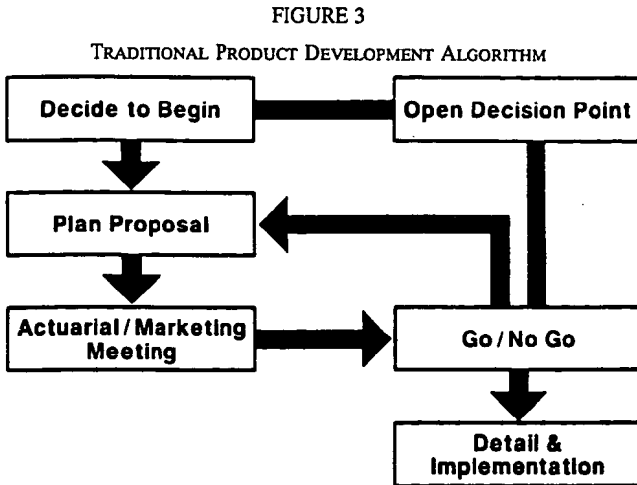 FIGURE 3
TRADITIONAL PRODUCT DEVELOPMENT ALGORITHM
Decide to Begin
Open Decision Point
Plan Proposal
Actuarial / Marketing
Meeting
Go / No Go
Detail &
Implementation